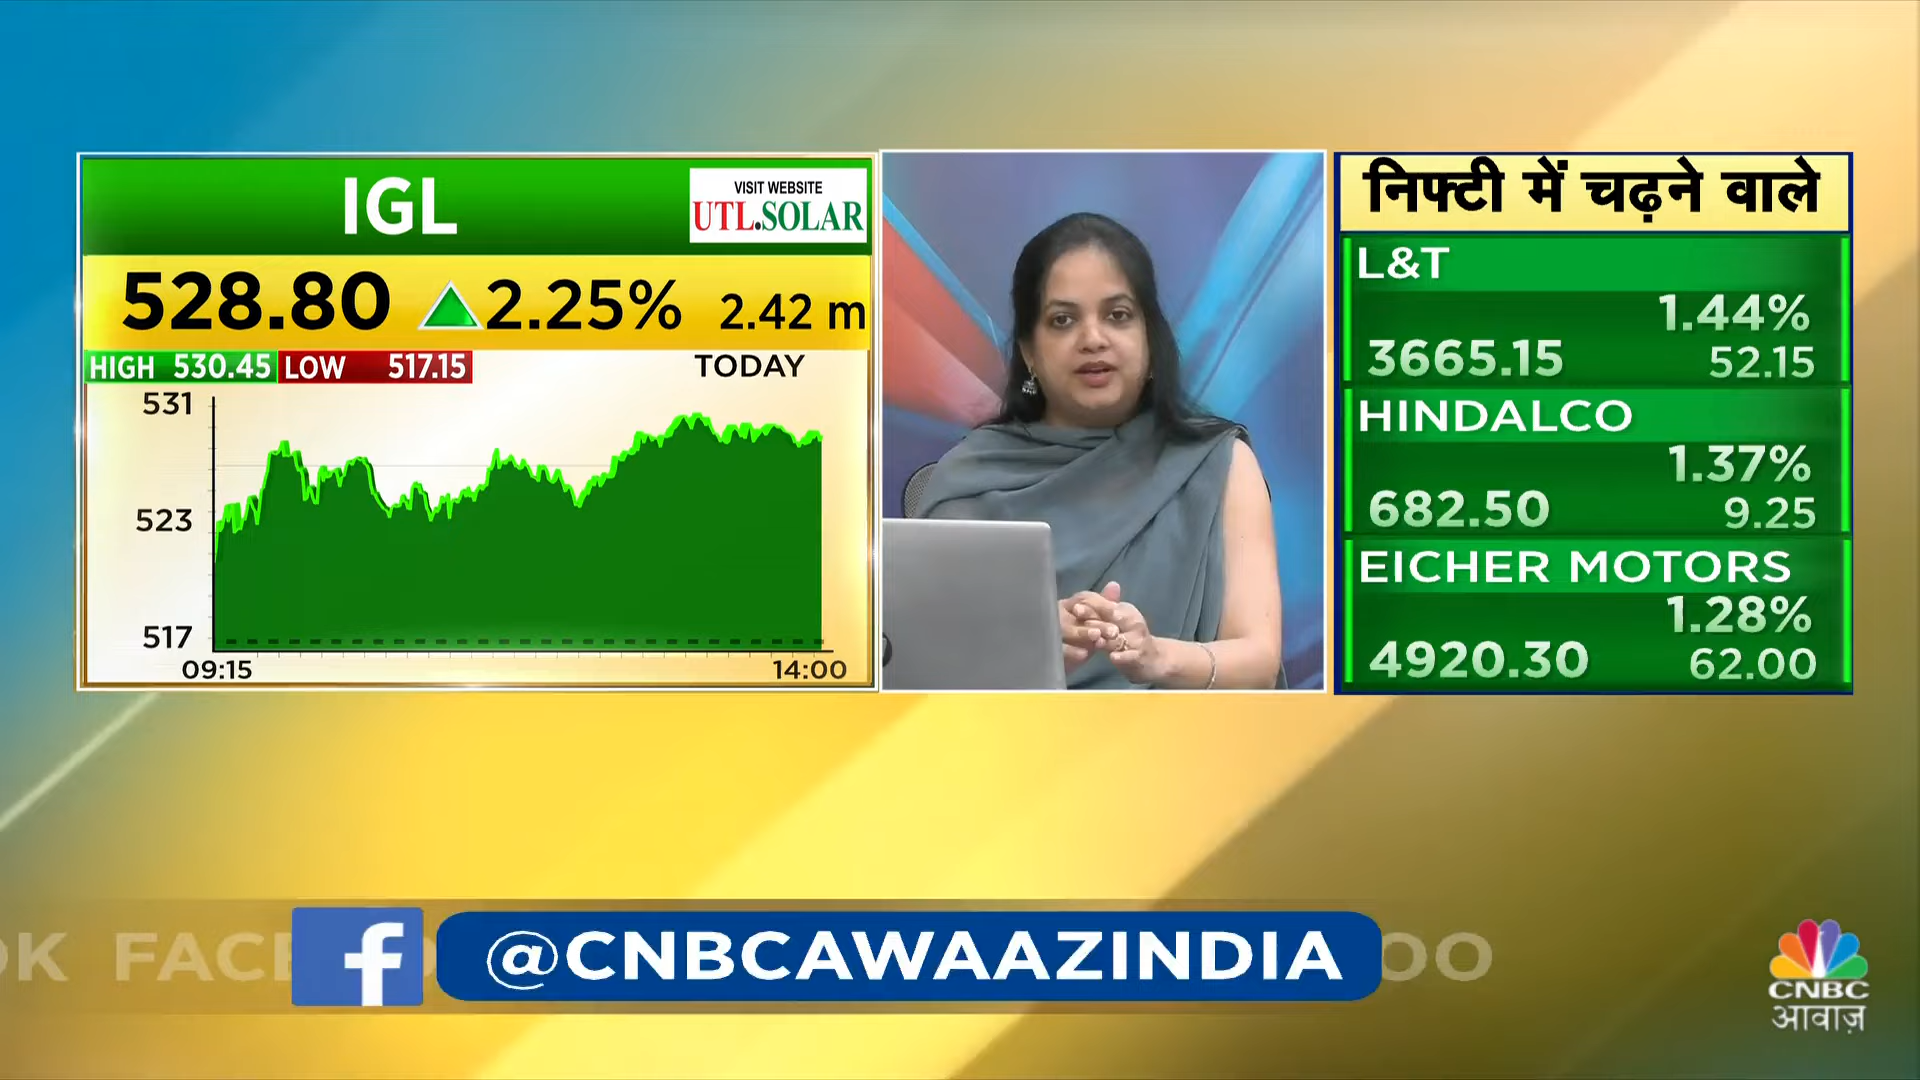 IGL
VISIT WEBSITE
UTL.SOLAR
528.80 2.25% 2.42 m
HIGH 530.45 LOW 517.15 TODAY
531
523
517
09:15 14:00
निफ्टी में चढ़ने वाले
L&T
1.44%
3665.15 52.15
HINDALCO
1.37%
682.50 9.25
EICHER MOTORS
1.28%
4920.30 62.00
f @CNBCAWAAZINDIA
CNBC
आवाज़